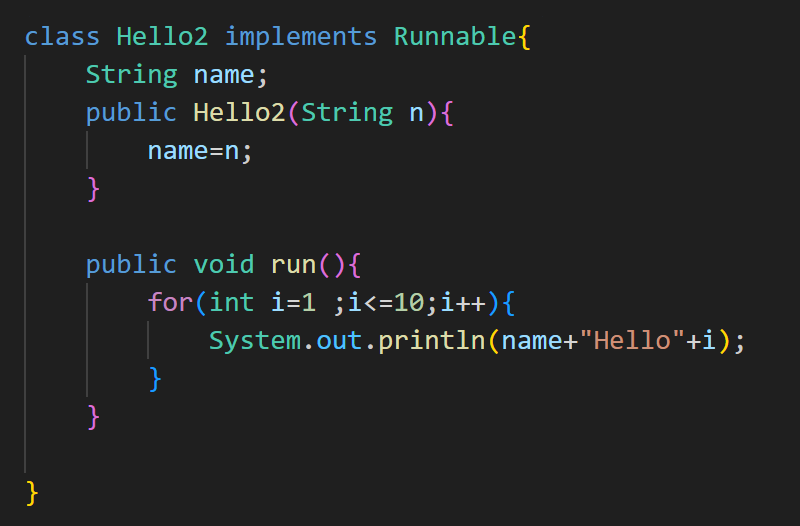 class Hello2 implements Runnable{
    String name;
    public Hello2(String n){
        name=n;
    }

    public void run(){
        for(int i=1 ;i<=10;i++){
            System.out.println(name+"Hello"+i);
        }
    }

}